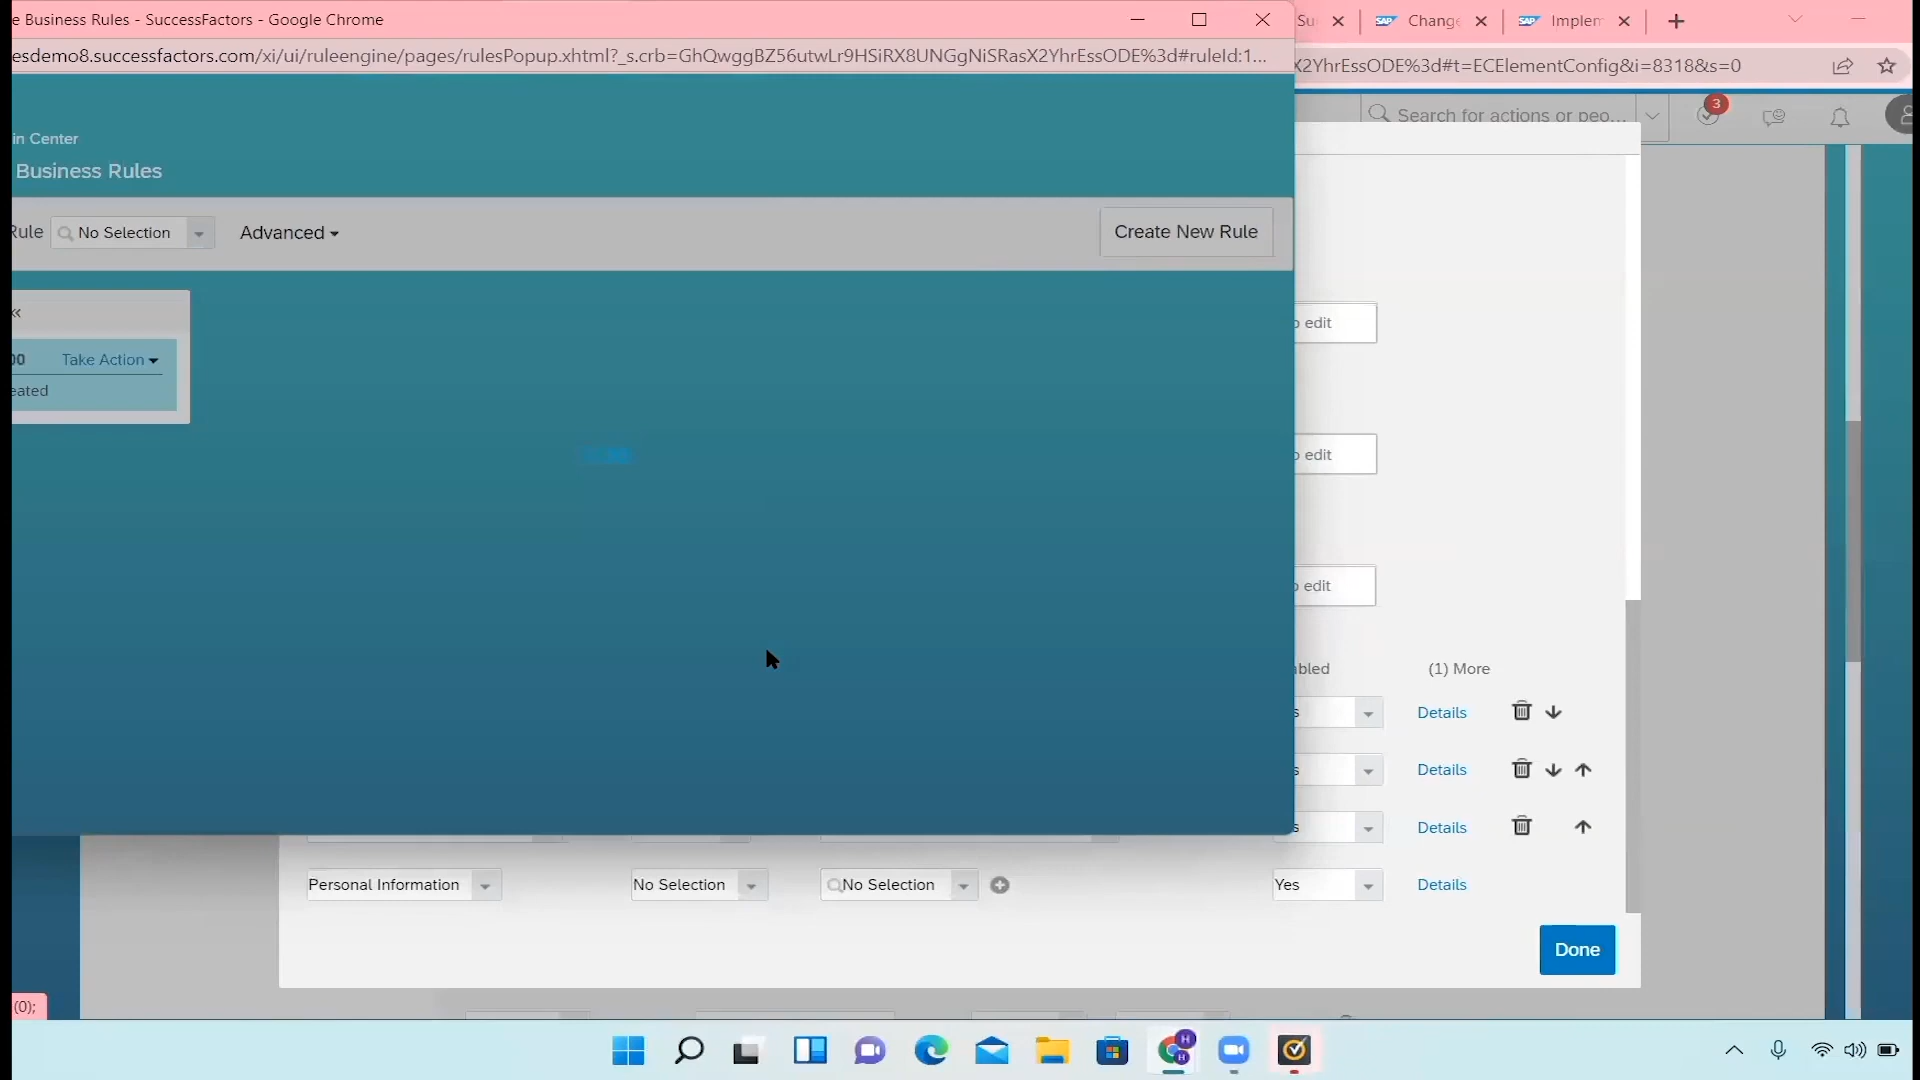 e Business Rules - SuccessFactors - Google Chrome
Su
Change
Implem
esdemo8.successfactors.com/xi/ui/ruleengine/pages/rulesPopup.xhtml?_s.crb=GhQwggBZ56utwLr9HSiRX8UNGgNiSRasX2YhrEssODE%3d#ruleId:1...
X2YhrEssODE%3d#t=ECElementConfig&i=8318&s=0
in Center
Search for actions or peo...
3
Business Rules
Rule
No Selection
Advanced
Create New Rule
«
00
Take Action
eated
o edit
o edit
o edit
bled
(1) More
s
Details
s
Details
s
Details
Personal Information
No Selection
No Selection
Yes
Details
Done
(0);